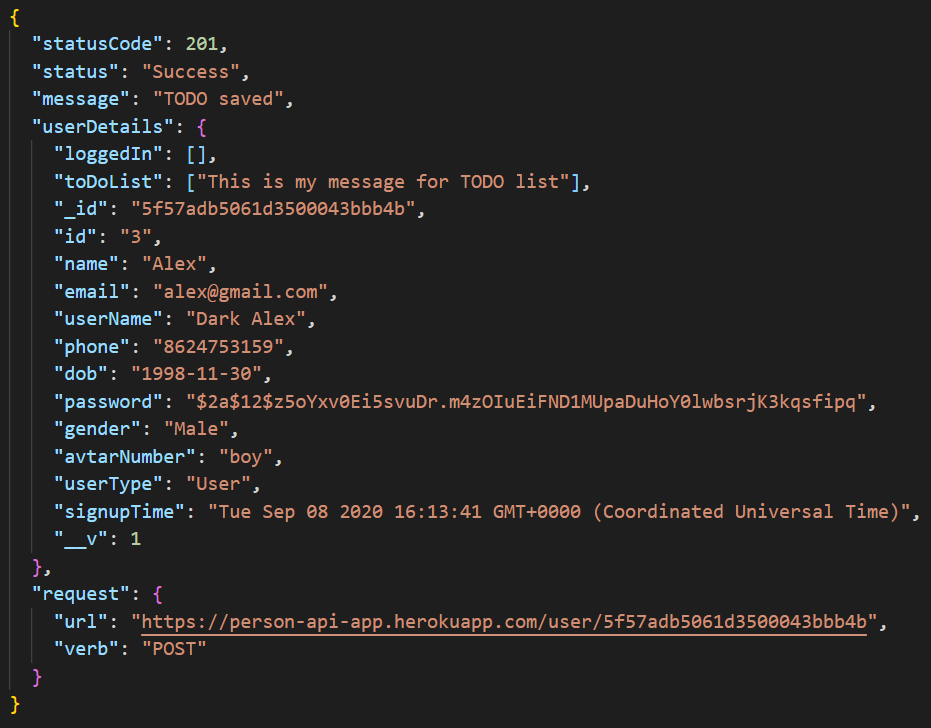 {
"statusCode": 201,
"status": "Success",
"message": "TODO saved",
"userDetails": {
"loggedIn": [],
"toDoList": ["This is my message for TODO list"],
"_id": "5f57adb5061d3500043bbb4b",
"id": "3",
"name": "Alex",
"email": "alex@gmail.com",
"userName": "Dark Alex",
"phone": "8624753159",
"dob": "1998-11-30",
"password": "$2a$12$z5oYxv0Ei5svuDr.m4zOIuEiFND1MUpaDuHoY0lwbsrjK3kqsfipq",
"gender": "Male",
"avtarNumber": "boy",
"userType": "User",
"signupTime": "Tue Sep 08 2020 16:13:41 GMT+0000 (Coordinated Universal Time)",
"__v": 1
},
"request": {
"url": "https://person-api-app.herokuapp.com/user/5f57adb5061d3500043bbb4b",
"verb": "POST"
}
}